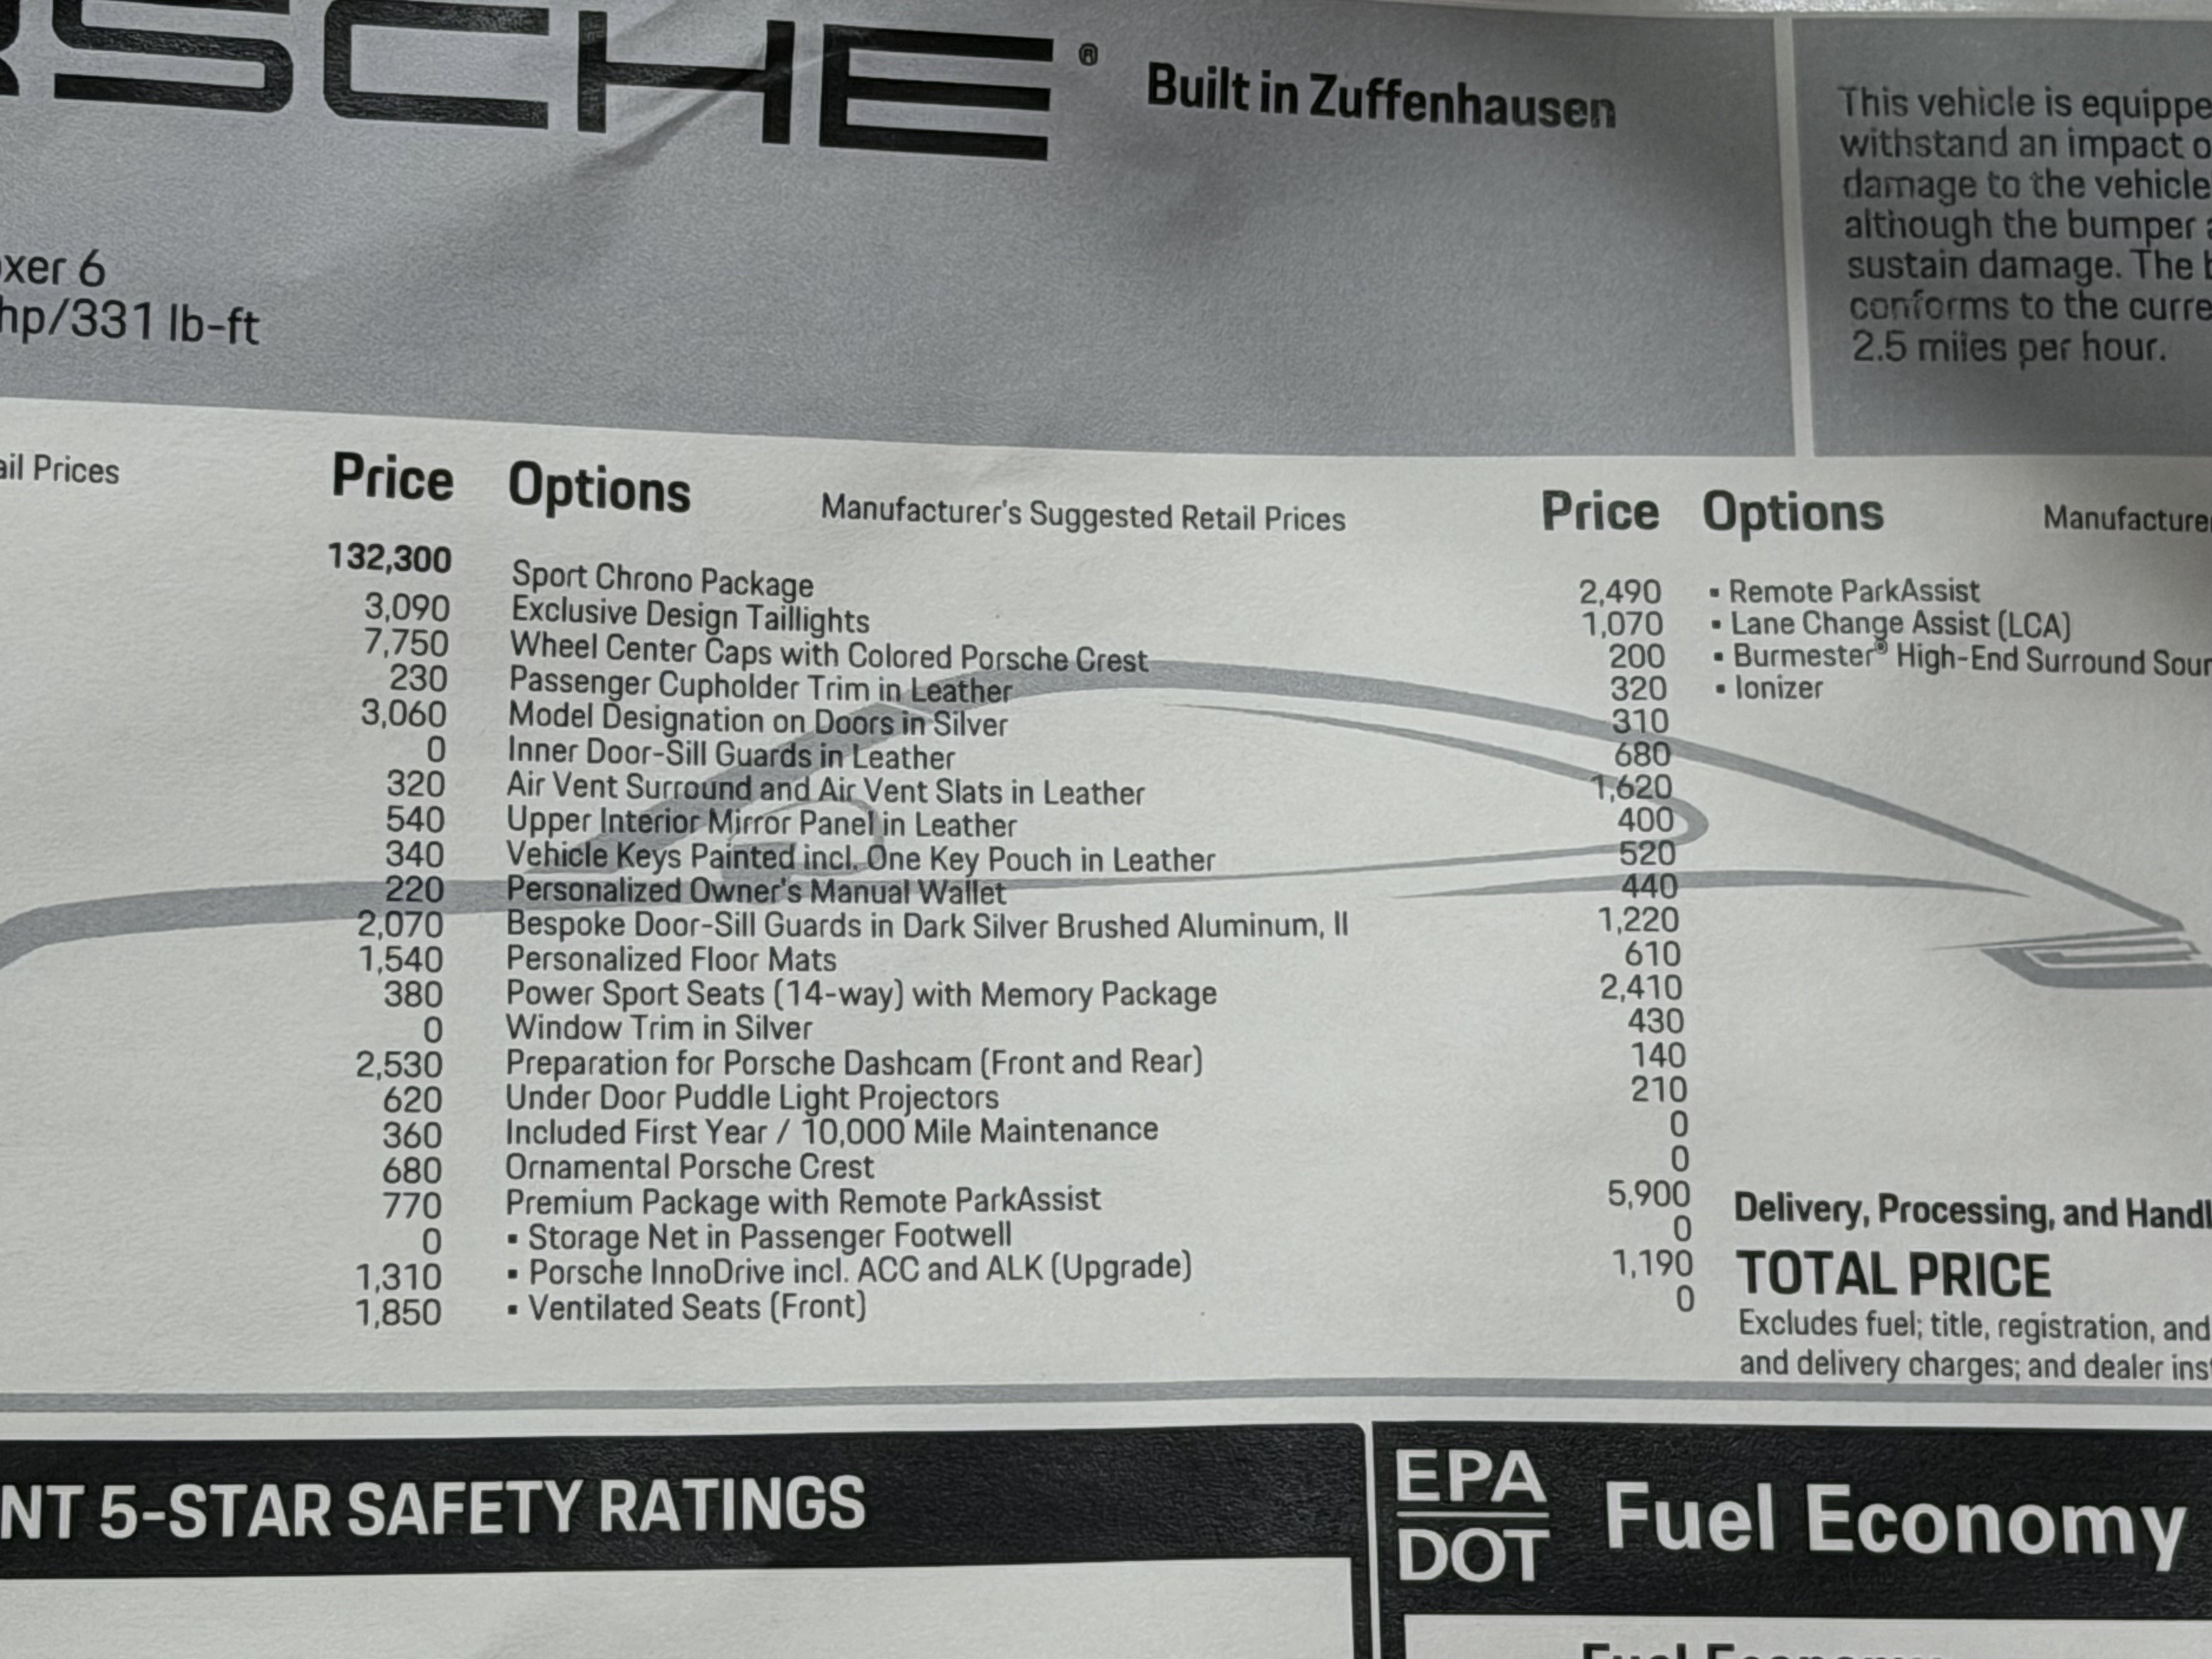 RSCHE® Built in Zuffenhausen
xer 6
hp/331 lb-ft
This vehicle is equippe
withstand an impact o
damage to the vehicle
although the bumper a
sustain damage. The b
conforms to the curre
2.5 miles per hour.
ail Prices Price
132,300
3,090
7,750
230
3,060
0
320
540
340
220
2,070
1,540
380
0
2,530
620
360
680
770
0
1,310
1,850
Options Manufacturer's Suggested Retail Prices Price
Sport Chrono Package 2,490
Exclusive Design Taillights 1,070
Wheel Center Caps with Colored Porsche Crest 200
Passenger Cupholder Trim in Leather 320
Model Designation on Doors in Silver 310
Inner Door-Sill Guards in Leather 680
Air Vent Surround and Air Vent Slats in Leather 1,620
Upper Interior Mirror Panel in Leather 400
Vehicle Keys Painted incl. One Key Pouch in Leather 520
Personalized Owner's Manual Wallet 440
Bespoke Door-Sill Guards in Dark Silver Brushed Aluminum, II 1,220
Personalized Floor Mats 610
Power Sport Seats (14-way) with Memory Package 2,410
Window Trim in Silver 430
Preparation for Porsche Dashcam (Front and Rear) 140
Under Door Puddle Light Projectors 210
Included First Year / 10,000 Mile Maintenance 0
Ornamental Porsche Crest 0
Premium Package with Remote ParkAssist 5,900
▪ Storage Net in Passenger Footwell 0
▪ Porsche InnoDrive incl. ACC and ALK (Upgrade) 1,190
▪ Ventilated Seats (Front) 0
Options Manufacturer
▪ Remote ParkAssist
▪ Lane Change Assist (LCA)
▪ Burmester® High-End Surround Soun
▪ Ionizer
Delivery, Processing, and Handl
TOTAL PRICE
Excludes fuel; title, registration, and
and delivery charges; and dealer inst
NT 5-STAR SAFETY RATINGS
EPA
DOT
Fuel Economy
Fuel Economy